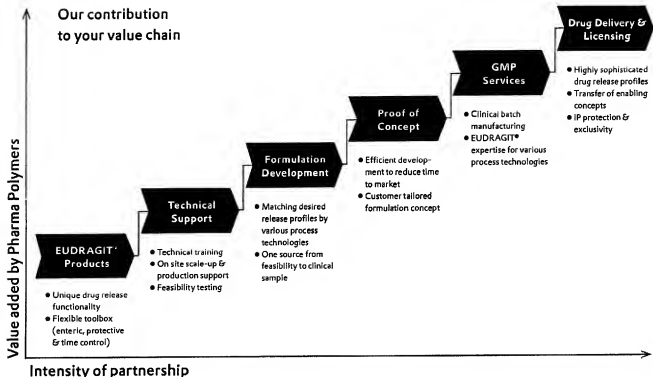 Our contribution
to your value chain
Value added by Pharma Polymers
EUDRAGIT®
Products
● Unique drug release
functionality
● Flexible toolbox
(enteric, protective
& time control)
Technical
Support
● Technical training
● On site scale-up &
production support
● Feasibility testing
Formulation
Development
● Matching desired
release profiles by
various process
technologies
● One source from
feasibility to clinical
sample
Proof of
Concept
● Efficient develop-
ment to reduce time
to market
● Customer tailored
formulation concept
GMP
Services
● Clinical batch
manufacturing
● EUDRAGIT®
expertise for various
process technologies
Drug Delivery &
Licensing
● Highly sophisticated
drug release profiles
● Transfer of enabling
concepts
● IP protection &
exclusivity
Intensity of partnership